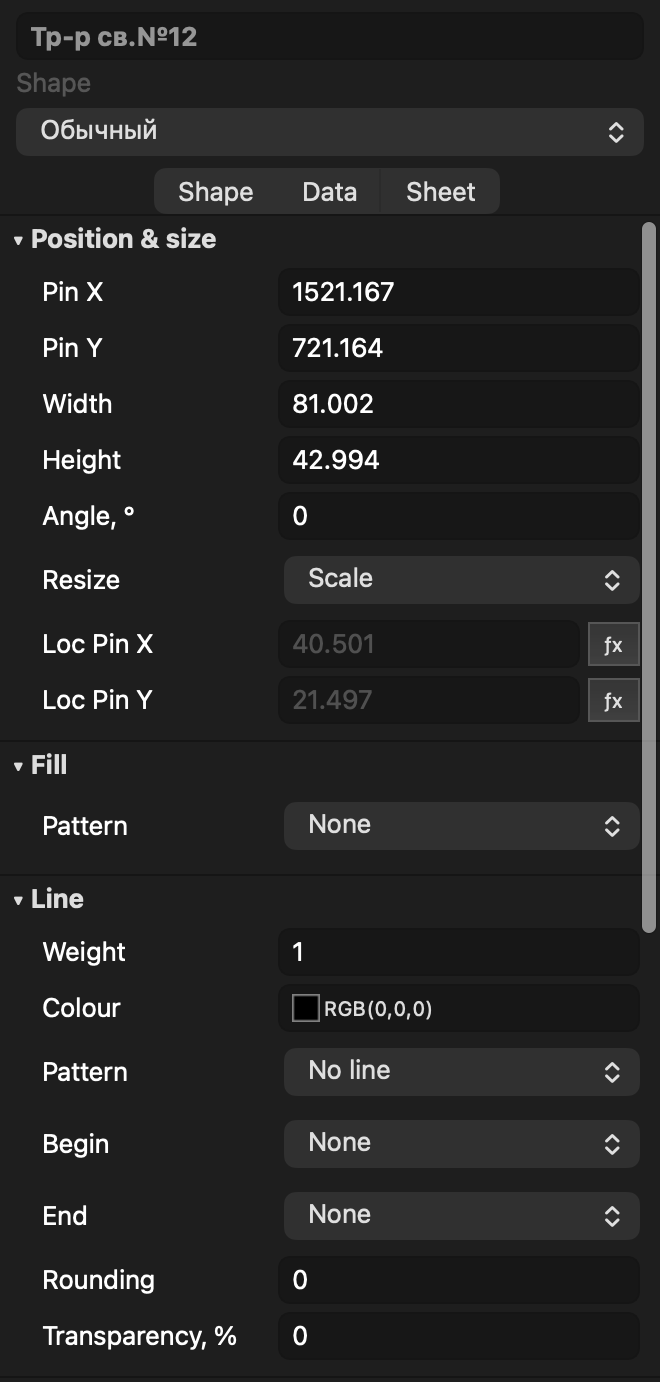 Тр-р св.№12
Shape
Обычный
Shape Data Sheet
Position & size
Pin X 1521.167
Pin Y 721.164
Width 81.002
Height 42.994
Angle, ° 0
Resize Scale
Loc Pin X 40.501 ƒx
Loc Pin Y 21.497 ƒx
Fill
Pattern None
Line
Weight 1
Colour RGB(0,0,0)
Pattern No line
Begin None
End None
Rounding 0
Transparency, % 0